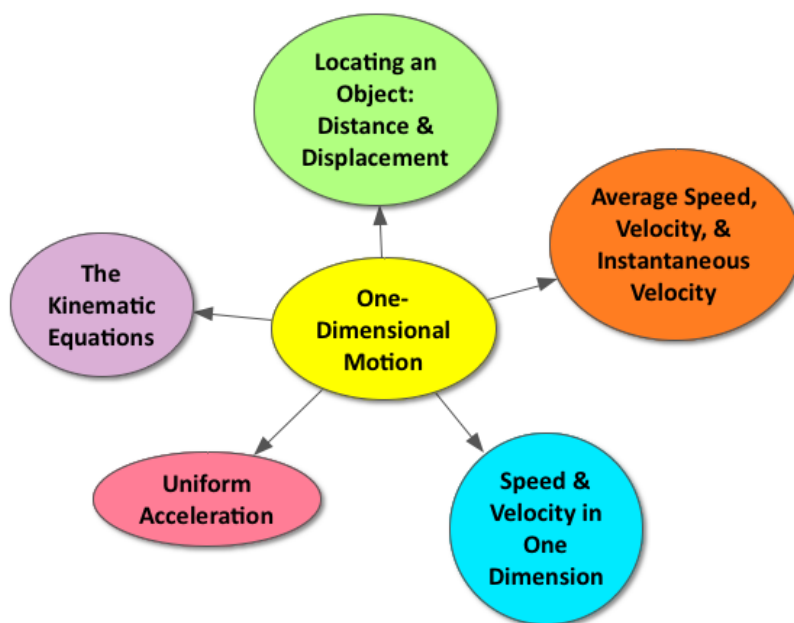 Locating an
Object:
Distance &
Displacement
Average Speed,
Velocity, &
Instantaneous
Velocity
The
Kinematic
Equations
One-
Dimensional
Motion
Uniform
Acceleration
Speed &
Velocity in
One
Dimension